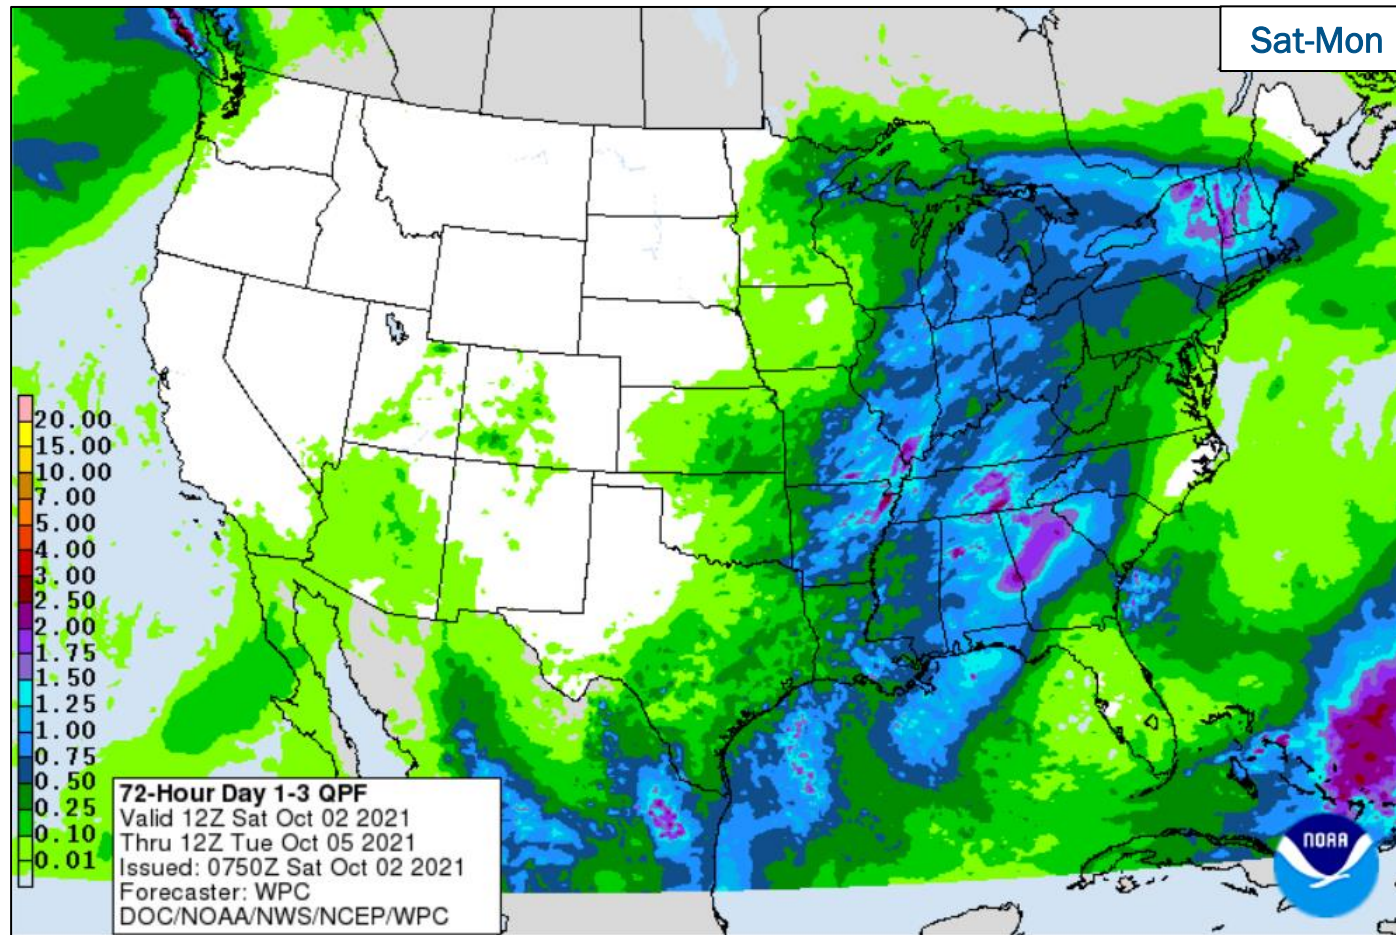 Sat-Mon
20.00
15.00
10.00
7.00
5.00
4.00
3.00
2.50
2.00
1.75
1.50
1.25
1.00
0.75
0.50
0.25
0.10
0.01
72-Hour Day 1-3 QPF
Valid 12Z Sat Oct 02 2021
Thru 12Z Tue Oct 05 2021
Issued: 0750Z Sat Oct 02 2021
Forecaster: WPC
DOC/NOAA/NWS/NCEP/WPC
NOAA